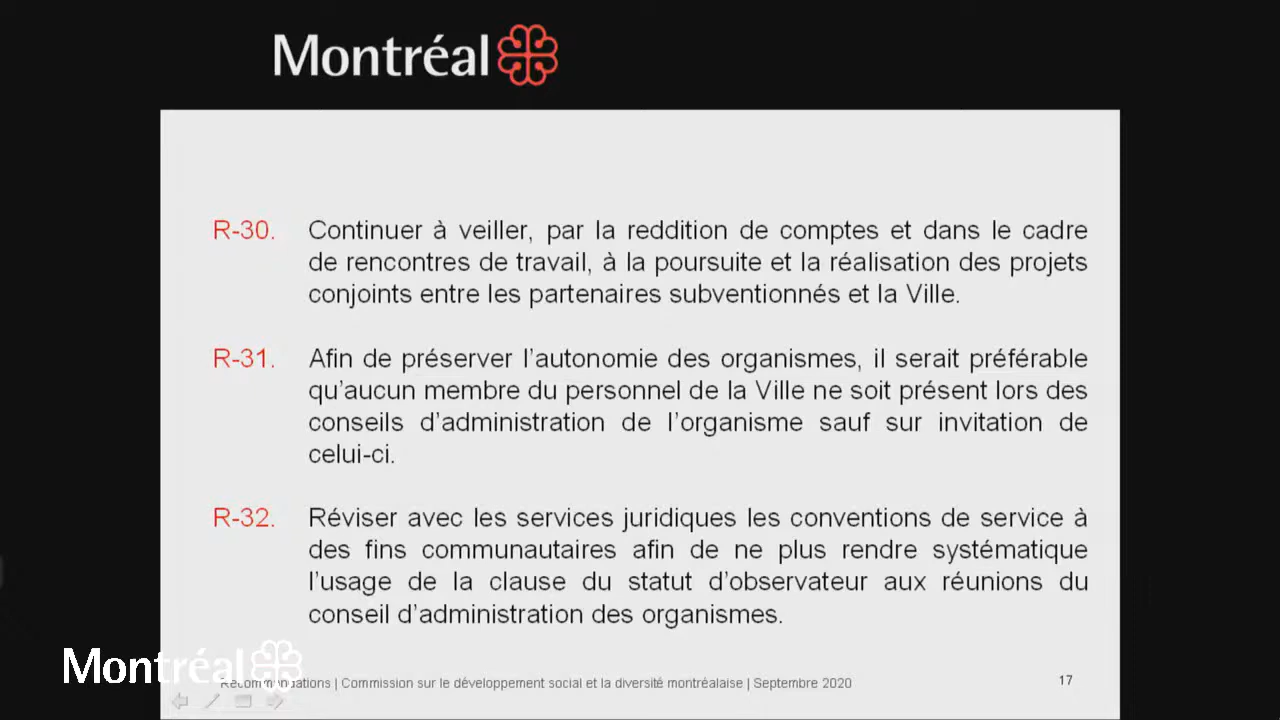 Montréal
R-30. Continuer à veiller, par la reddition de comptes et dans le cadre
de rencontres de travail, à la poursuite et la réalisation des projets
conjoints entre les partenaires subventionnés et la Ville.
R-31. Afin de préserver l'autonomie des organismes, il serait préférable
qu'aucun membre du personnel de la Ville ne soit présent lors des
conseils d'administration de l'organisme sauf sur invitation de
celui-ci.
R-32. Réviser avec les services juridiques les conventions de service à
des fins communautaires afin de ne plus rendre systématique
l'usage de la clause du statut d'observateur aux réunions du
conseil d'administration des organismes.
Montréal
Recommandations | Commission sur le développement social et la diversité montréalaise | Septembre 2020
17